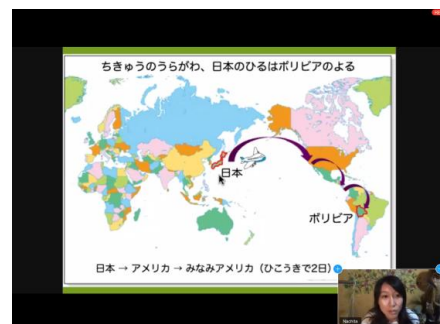 ちきゅうのうらがわ、日本のひるはボリビアのよる
日本
ボリビア
日本 → アメリカ → みなみアメリカ（ひこうきで2日）